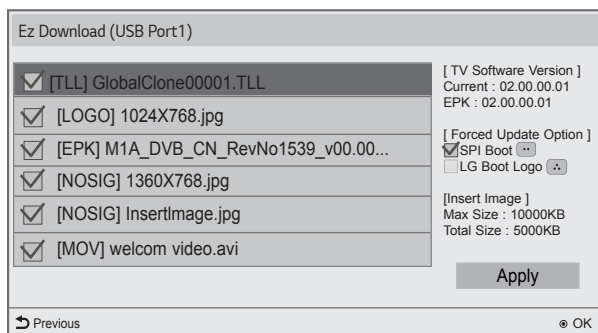 Ez Download (USB Port1)
[TLL] GlobalClone00001.TLL
[LOGO] 1024X768.jpg
[EPK] M1A_DVB_CN_RevNo1539_v00.00...
[NOSIG] 1360X768.jpg
[NOSIG] InsertImage.jpg
[MOV] welcom video.avi
[ TV Software Version ]
Current : 02.00.00.01
EPK : 02.00.00.01
[ Forced Update Option ]
SPI Boot
LG Boot Logo
[Insert Image ]
Max Size : 10000KB
Total Size : 5000KB
Apply
Previous
OK